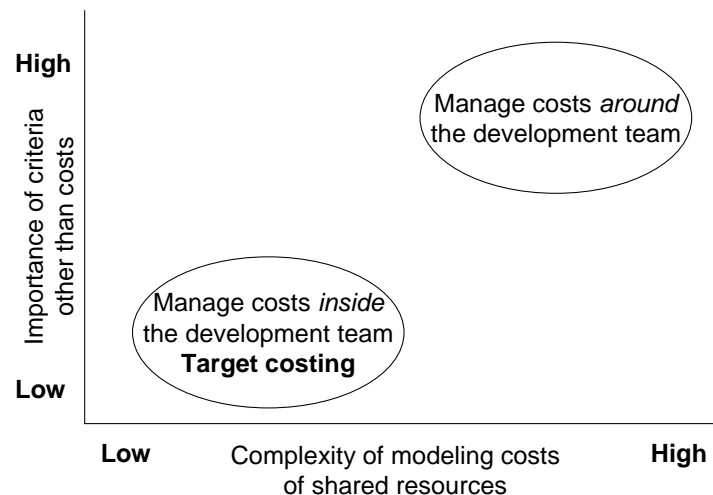 High
Manage costs around
the development team
Importance of criteria
other than costs
Manage costs inside
the development team
Target costing
Low
Low
Complexity of modeling costs
of shared resources
High